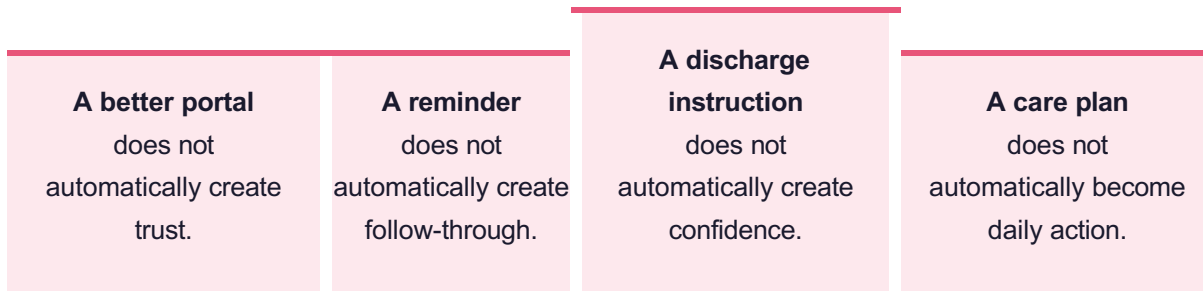 A better portal
does not
automatically create
trust.
A reminder
does not
automatically create
follow-through.
A discharge
instruction
does not
automatically create
confidence.
A care plan
does not
automatically become
daily action.